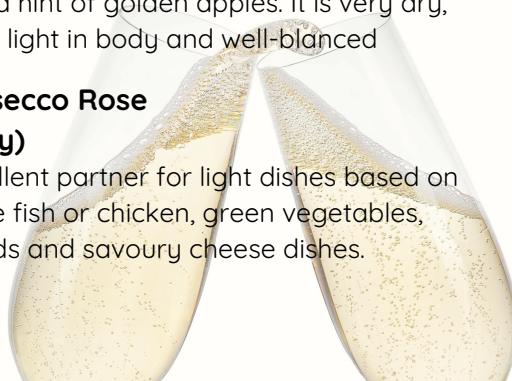 a hint of golden apples. It is very dry,
light in body and well-blanced
secco Rose
y)
llent partner for light dishes based on
e fish or chicken, green vegetables,
ds and savoury cheese dishes.